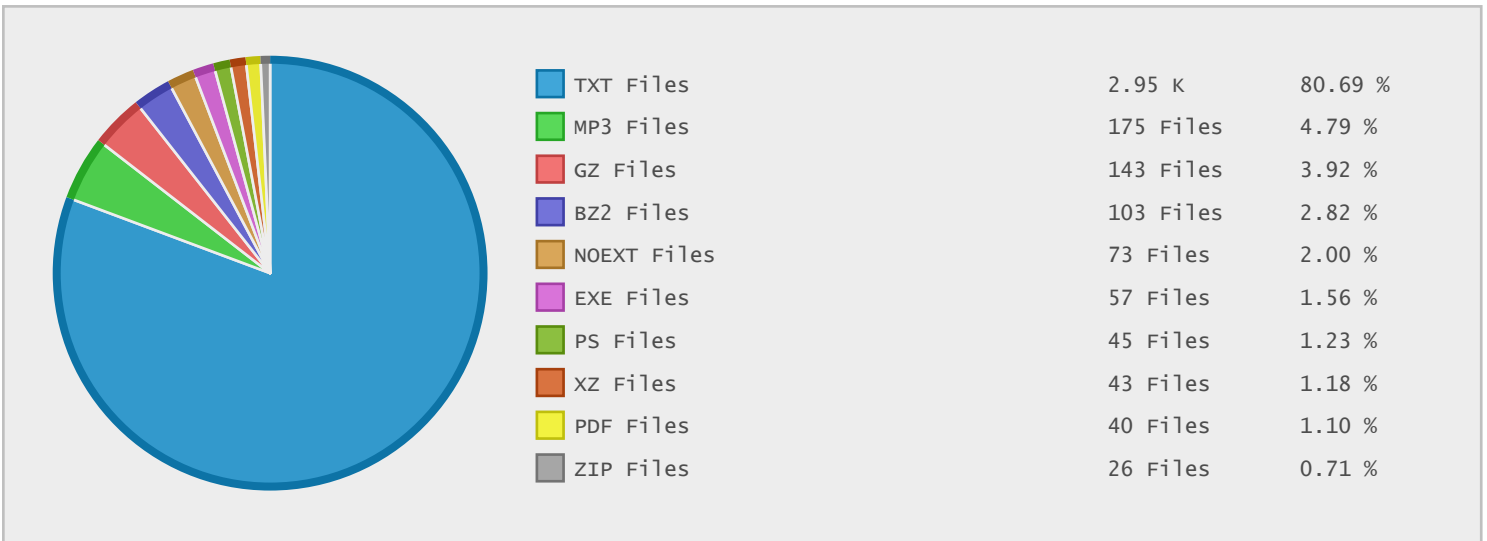 TXT Files 2.95 K 80.69 %
MP3 Files 175 Files 4.79 %
GZ Files 143 Files 3.92 %
BZ2 Files 103 Files 2.82 %
NOEXT Files 73 Files 2.00 %
EXE Files 57 Files 1.56 %
PS Files 45 Files 1.23 %
XZ Files 43 Files 1.18 %
PDF Files 40 Files 1.10 %
ZIP Files 26 Files 0.71 %